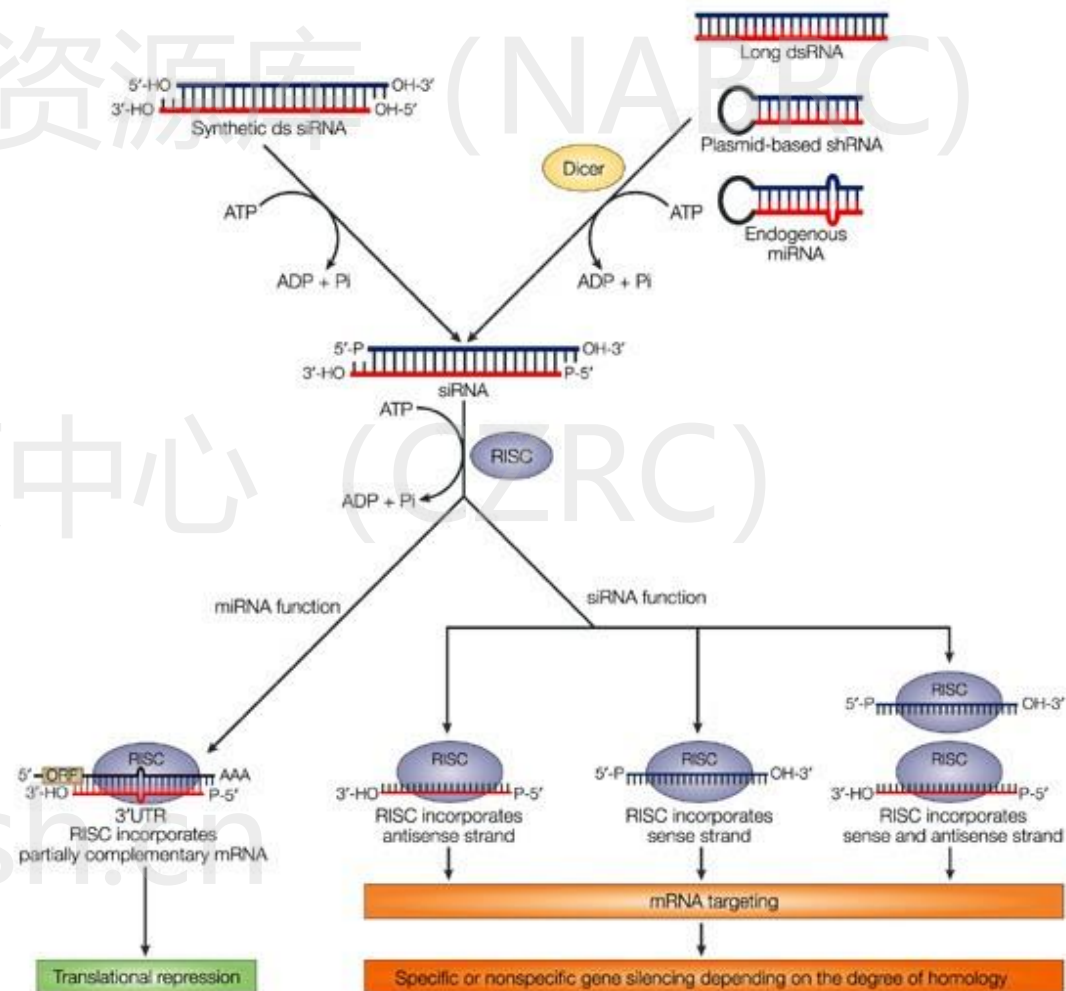 资源库 (NABRC)
中心 (CZRC)
sh.cn
Long dsRNA
5′-HO
OH-3′
3′-HO
OH-5′
Synthetic ds siRNA
Plasmid-based shRNA
Dicer
ATP
ATP
Endogenous
miRNA
ADP + Pi
ADP + Pi
5′-P
OH-3′
3′-HO
P-5′
siRNA
ATP
RISC
ADP + Pi
miRNA function
siRNA function
RISC
5′-P
OH-3′
RISC
5′
ORF
AAA
3′-HO
P-5′
3′UTR
RISC incorporates
partially complementary mRNA
RISC
3′-HO
P-5′
RISC incorporates
antisense strand
RISC
5′-P
OH-3′
RISC incorporates
sense strand
RISC
3′-HO
P-5′
RISC incorporates
sense and antisense strand
mRNA targeting
Translational repression
Specific or nonspecific gene silencing depending on the degree of homology